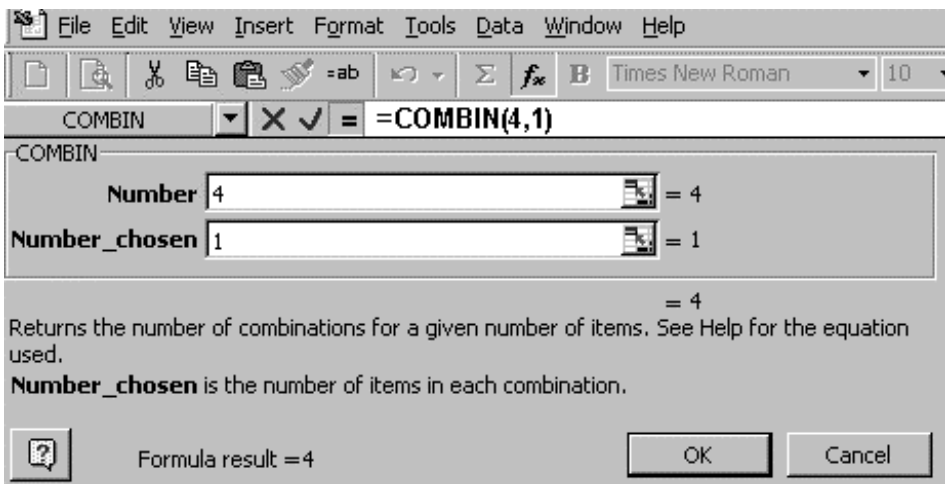 File Edit View Insert Format Tools Data Window Help
=ab Σ fx B Times New Roman 10
COMBIN = =COMBIN(4,1)
COMBIN
Number 4 = 4
Number_chosen 1 = 1
= 4
Returns the number of combinations for a given number of items. See Help for the equation
used.
Number_chosen is the number of items in each combination.
Formula result =4 OK Cancel